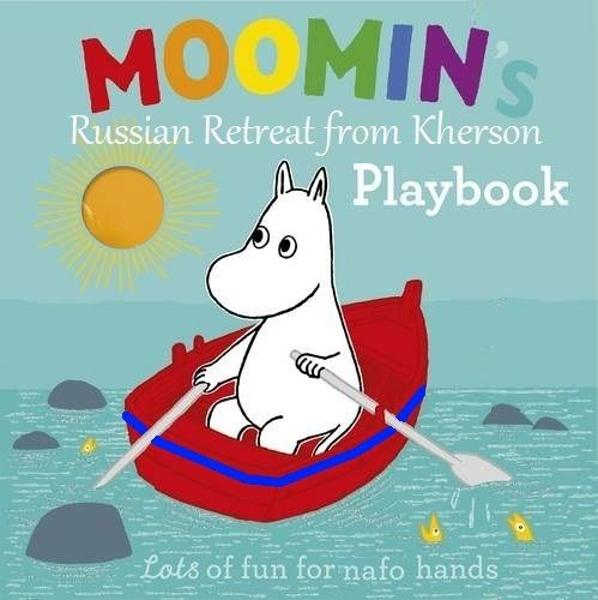 MOOMIN's
Russian Retreat from Kherson
Playbook
Lots of fun for nafo hands